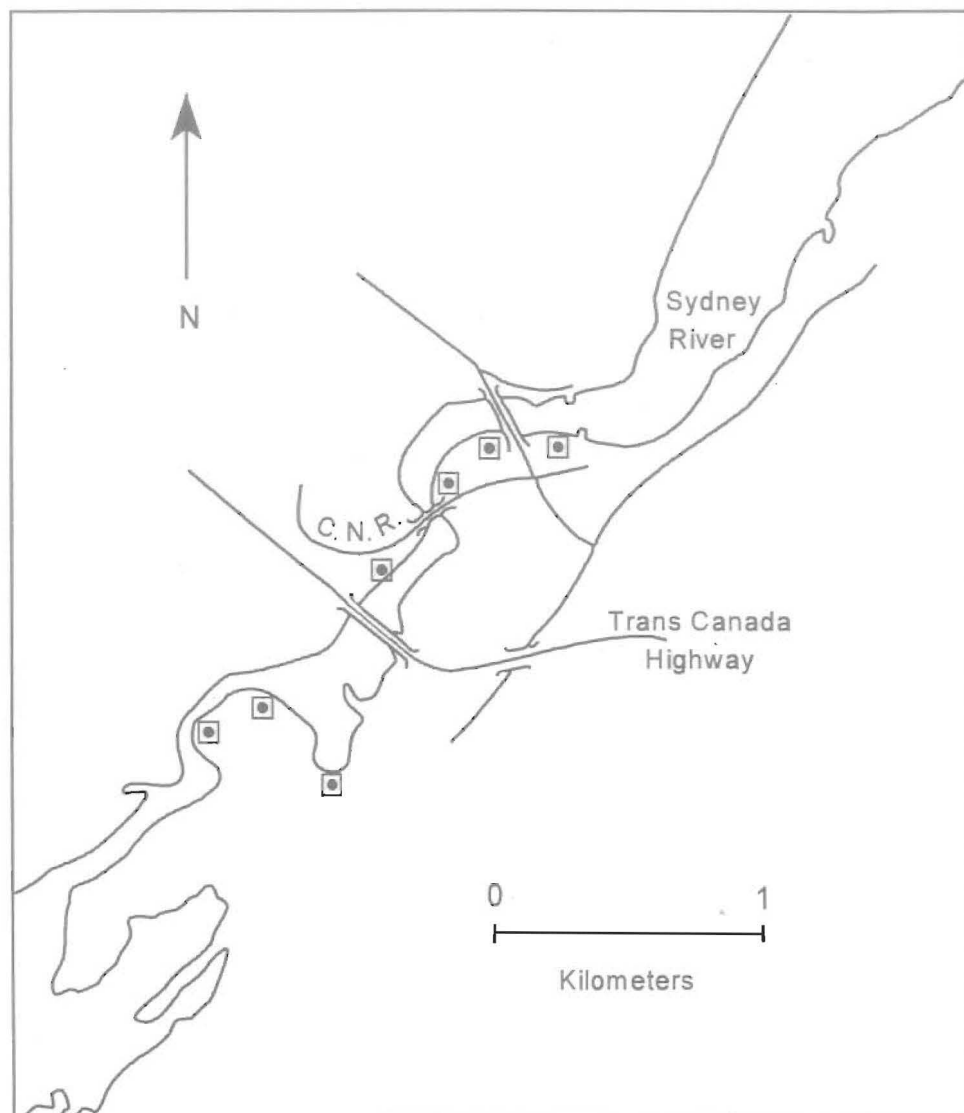 N
Sydney
River
C. N. R.
Trans Canada
Highway
0 1
Kilometers